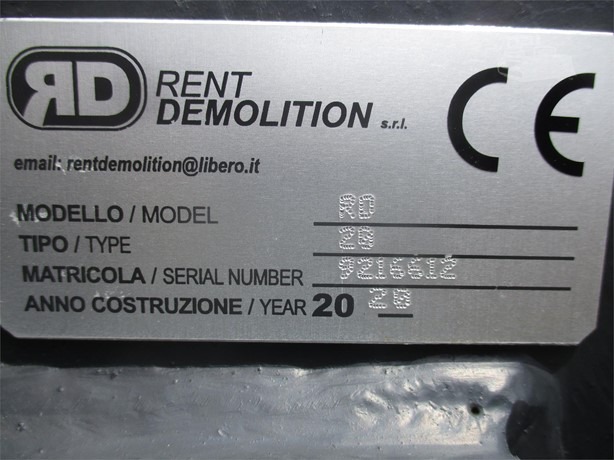 RD RENT
DEMOLITION s.r.l.
CE
email: rentdemolition@libero.it
MODELLO / MODEL RD
TIPO / TYPE 20
MATRICOLA / SERIAL NUMBER 9216612
ANNO COSTRUZIONE / YEAR 20 20